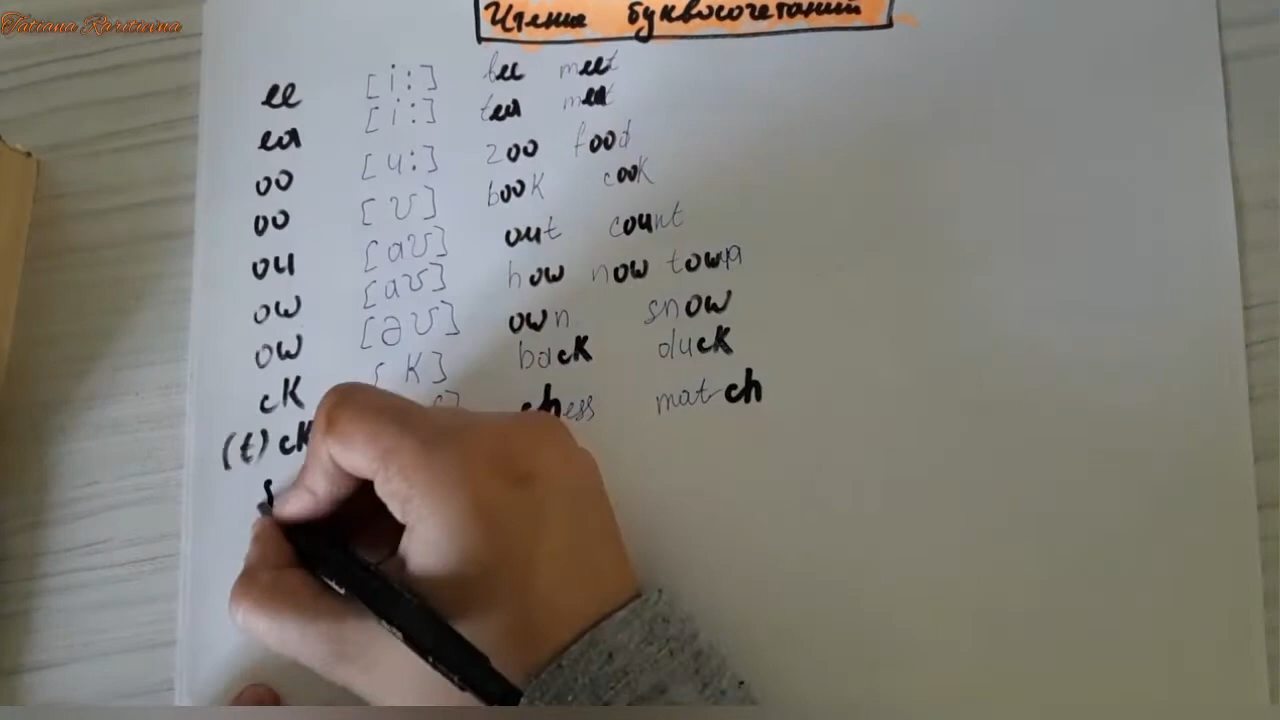 Tatiana Raritovna
Чтение буквосочетаний
ee [i:] bee meet
ea [i:] tea meat
oo [u:] zoo food
oo [ʊ] book cook
ou [aʊ] out count
ow [aʊ] how now town
ow [əʊ] own snow
ck [k] back duck
(t) ch chess match